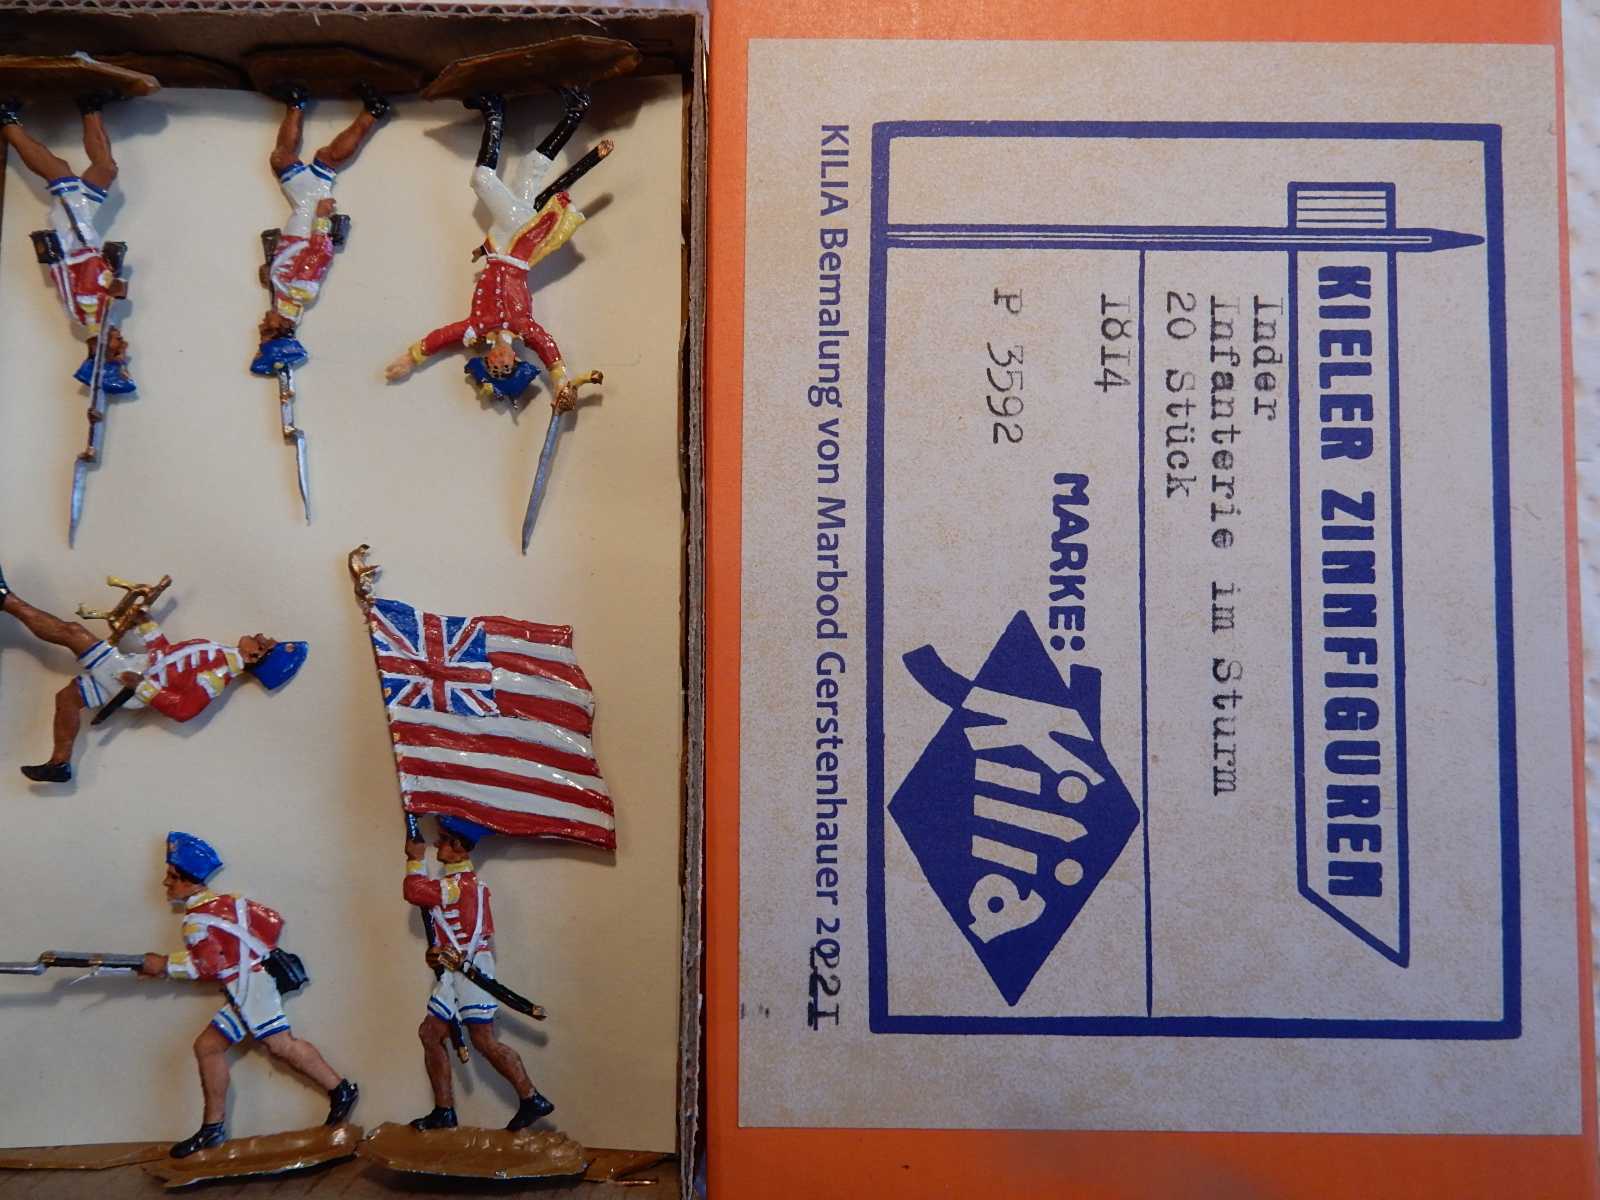 KIELER ZINNFIGUREN
Inder
Infanterie im Sturm
20 Stück
1814
P 3592
MARKE:
Kilia
KILIA Bemalung von Marbod Gerstenhauer 2021